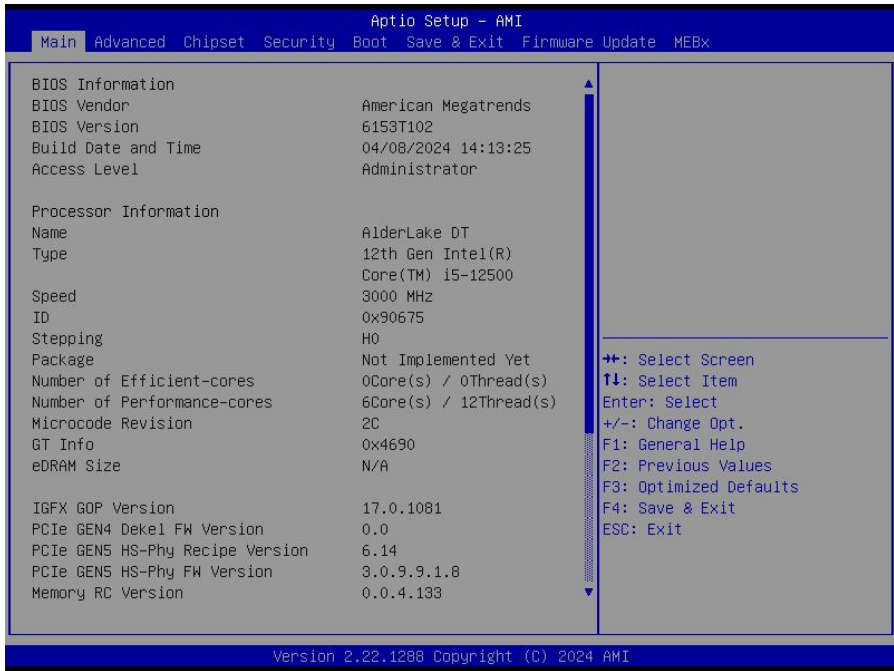 Aptio Setup – AMI
Main Advanced Chipset Security Boot Save & Exit Firmware Update MEBx
BIOS Information
BIOS Vendor American Megatrends
BIOS Version 6153T102
Build Date and Time 04/08/2024 14:13:25
Access Level Administrator
Processor Information
Name AlderLake DT
Type 12th Gen Intel(R)
Core(TM) i5-12500
Speed 3000 MHz
ID 0x90675
Stepping H0
Package Not Implemented Yet
Number of Efficient-cores 0Core(s) / 0Thread(s)
Number of Performance-cores 6Core(s) / 12Thread(s)
Microcode Revision 2C
GT Info 0x4690
eDRAM Size N/A
IGFX GOP Version 17.0.1081
PCIe GEN4 Dekel FW Version 0.0
PCIe GEN5 HS-Phy Recipe Version 6.14
PCIe GEN5 HS-Phy FW Version 3.0.9.9.1.8
Memory RC Version 0.0.4.133
→←: Select Screen
↑↓: Select Item
Enter: Select
+/-: Change Opt.
F1: General Help
F2: Previous Values
F3: Optimized Defaults
F4: Save & Exit
ESC: Exit
Version 2.22.1288 Copyright (C) 2024 AMI